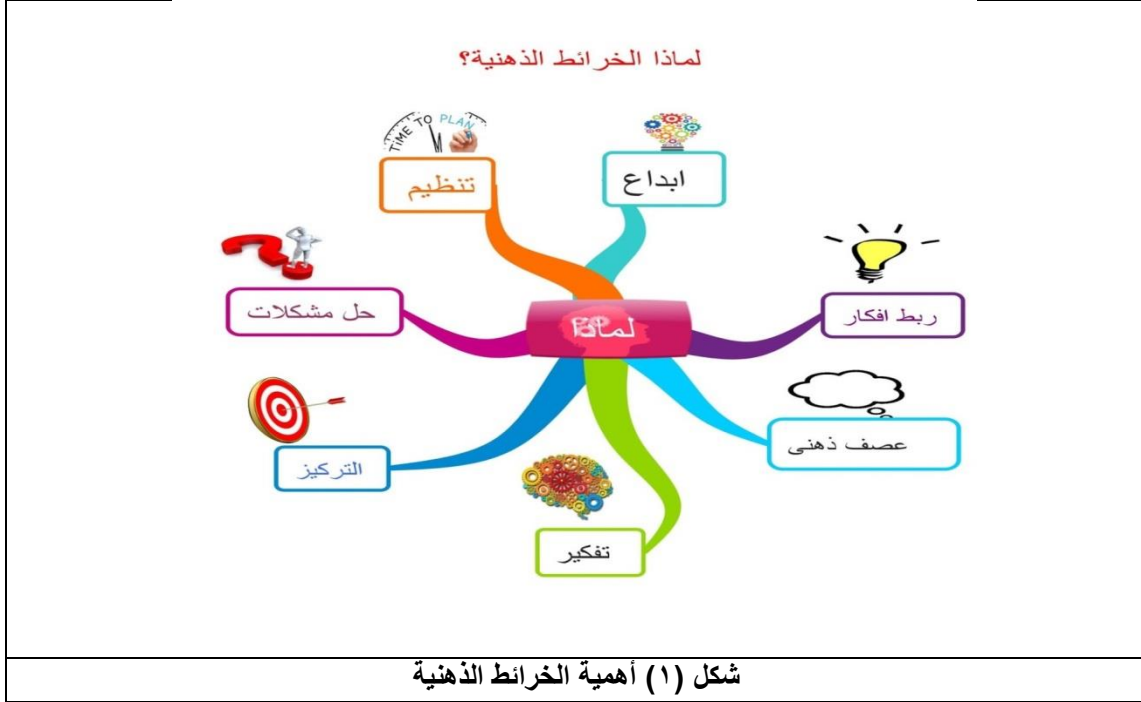 لماذا الخرائط الذهنية؟
TIME TO PLAN
ابداع
تنظيم
ربط افكار
حل مشكلات
لماذا
عصف ذهنى
التركيز
تفكير
شكل (١) أهمية الخرائط الذهنية